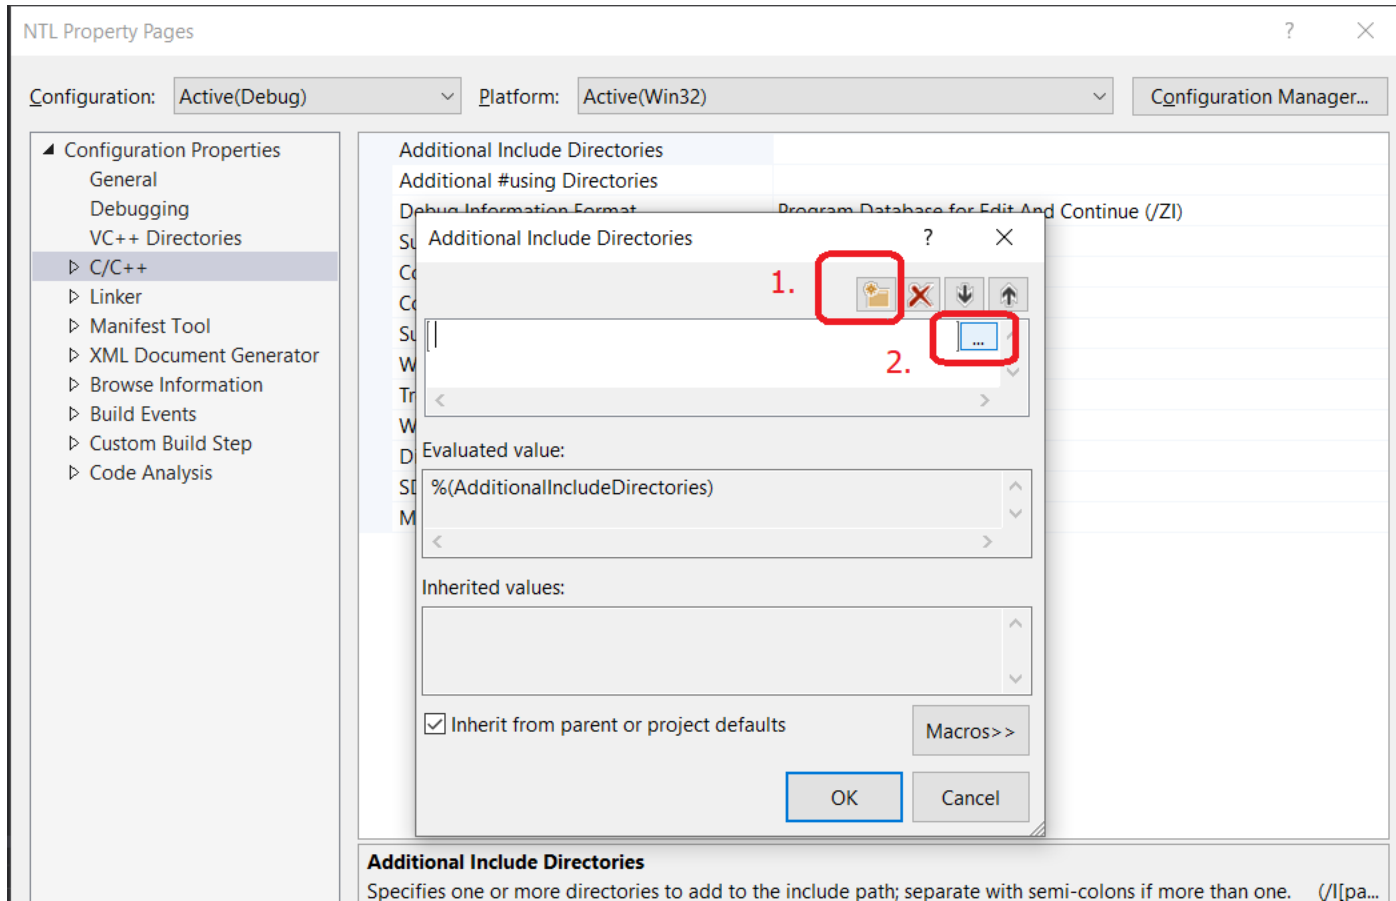 NTL Property Pages
?
Configuration: Active(Debug) Platform: Active(Win32) Configuration Manager...
Configuration Properties
General
Debugging
VC++ Directories
C/C++
Linker
Manifest Tool
XML Document Generator
Browse Information
Build Events
Custom Build Step
Code Analysis
Additional Include Directories
Additional #using Directories
Debug Information Format Program Database for Edit And Continue (/ZI)
Additional Include Directories ?
1.
...
2.
Evaluated value:
%(AdditionalIncludeDirectories)
Inherited values:
Inherit from parent or project defaults
Macros>>
OK Cancel
Additional Include Directories
Specifies one or more directories to add to the include path; separate with semi-colons if more than one. (/I[pa...